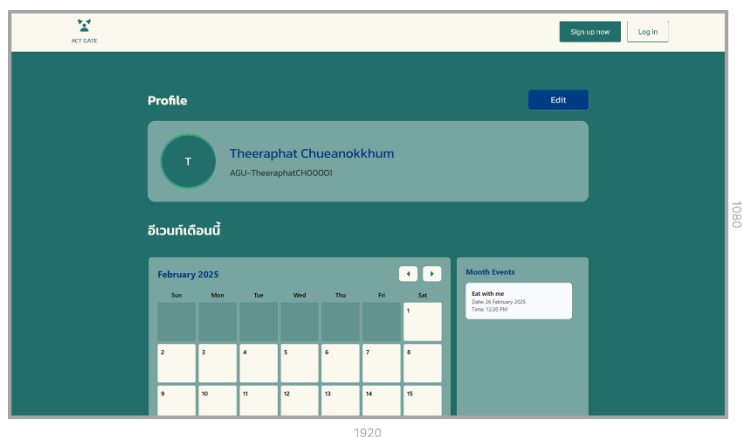 ACT GATE
Sign up now
Log in
Profile
Edit
T
Theeraphat Chueanokkhum
AGU-TheeraphatCHO0001
อีเวนท์เดือนนี้
February 2025
Sun Mon Tue Wed Thu Fri Sat
1
2 3 4 5 6 7 8
9 10 11 12 13 14 15
Month Events
Eat with me
Date: 26 February 2025
Time: 12:00 PM
1080
1920